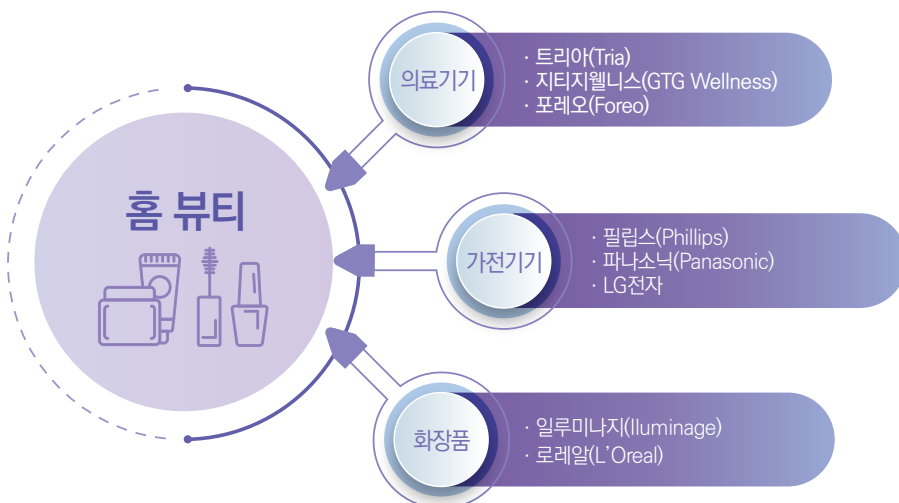 의료기기
· 트리아(Tria)
· 지티지웰니스(GTG Wellness)
· 포레오(Foreo)
홈 뷰티
가전기기
· 필립스(Phillips)
· 파나소닉(Panasonic)
· LG전자
화장품
· 일루미나지(Iluminage)
· 로레알(L'Oreal)